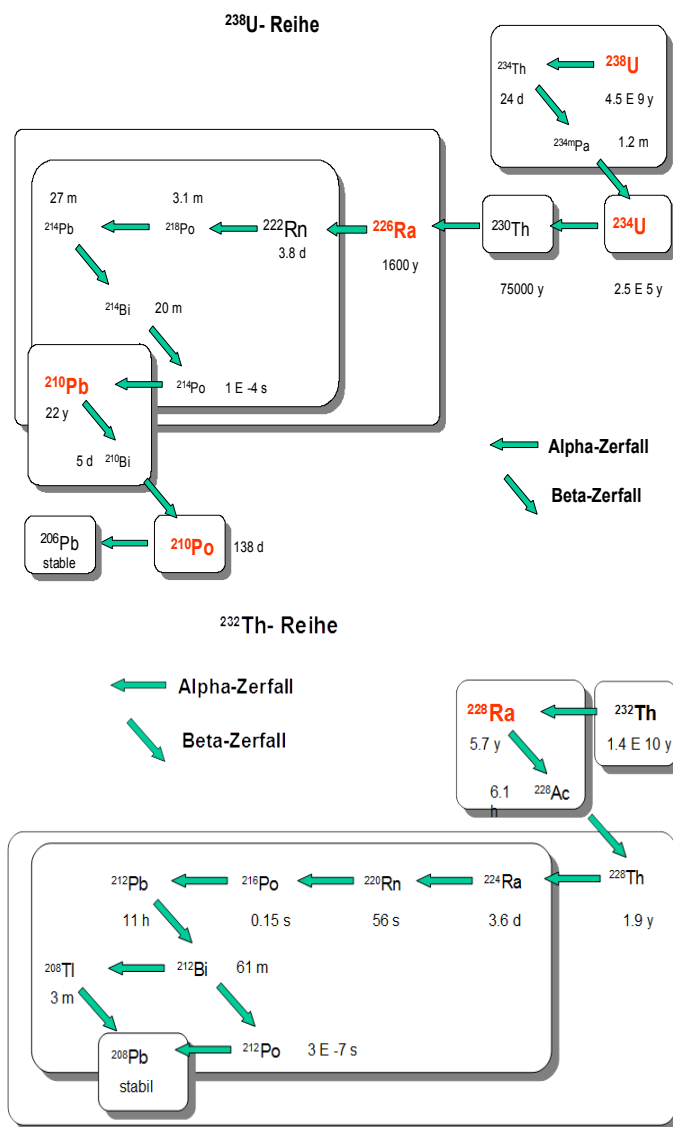 ²³⁸U- Reihe
²³⁴Th ²³⁸U
24 d 4.5 E 9 y
²³⁴ᵐPa 1.2 m
27 m 3.1 m
²¹⁴Pb ²¹⁸Po ²²²Rn ²²⁶Ra ²³⁰Th ²³⁴U
3.8 d
1600 y
75000 y 2.5 E 5 y
²¹⁴Bi 20 m
²¹⁰Pb ²¹⁴Po 1 E -4 s
22 y
5 d ²¹⁰Bi
Alpha-Zerfall
Beta-Zerfall
²⁰⁶Pb ²¹⁰Po 138 d
stable
²³²Th- Reihe
Alpha-Zerfall
Beta-Zerfall
²²⁸Ra ²³²Th
5.7 y 1.4 E 10 y
6.1 ²²⁸Ac
h
²¹²Pb ²¹⁶Po ²²⁰Rn ²²⁴Ra ²²⁸Th
11 h 0.15 s 56 s 3.6 d 1.9 y
²⁰⁸Tl ²¹²Bi 61 m
3 m
²⁰⁸Pb ²¹²Po 3 E -7 s
stabil